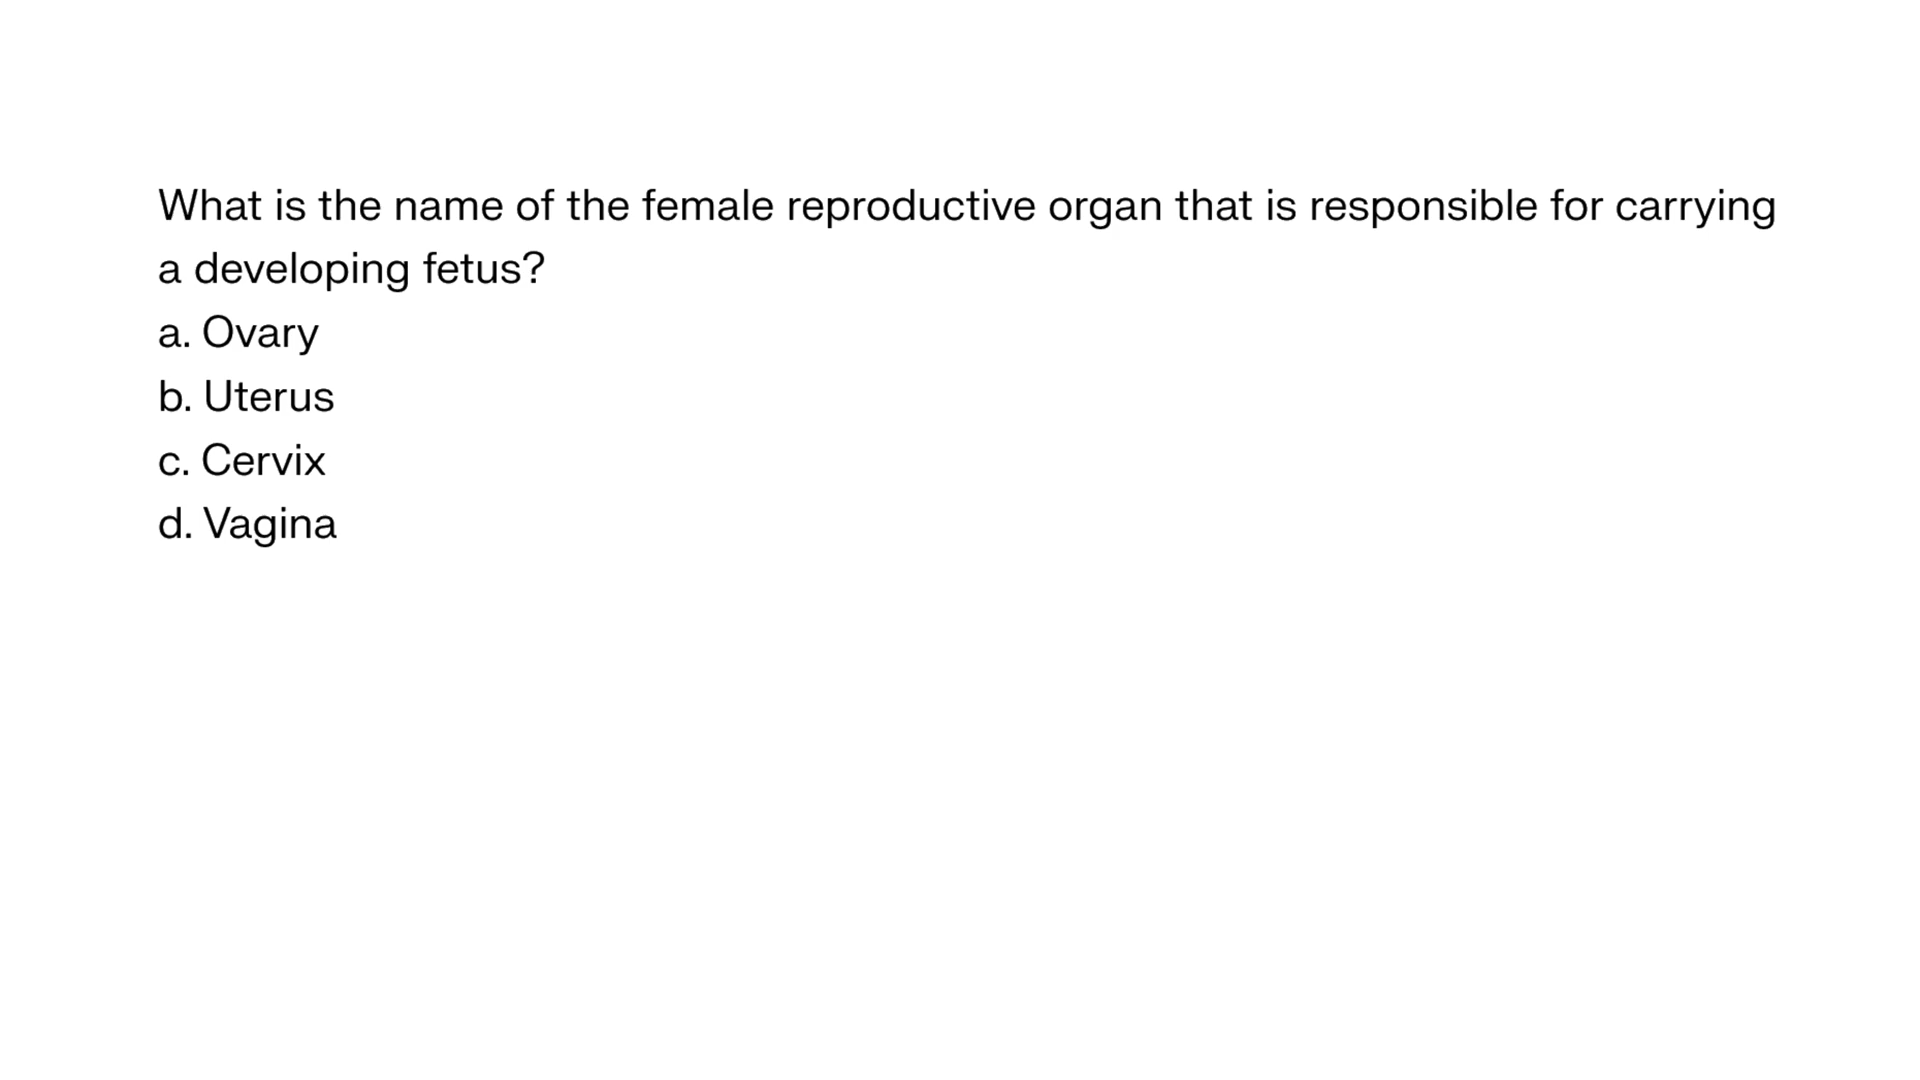 What is the name of the female reproductive organ that is responsible for carrying
a developing fetus?
a. Ovary
b. Uterus
c. Cervix
d. Vagina